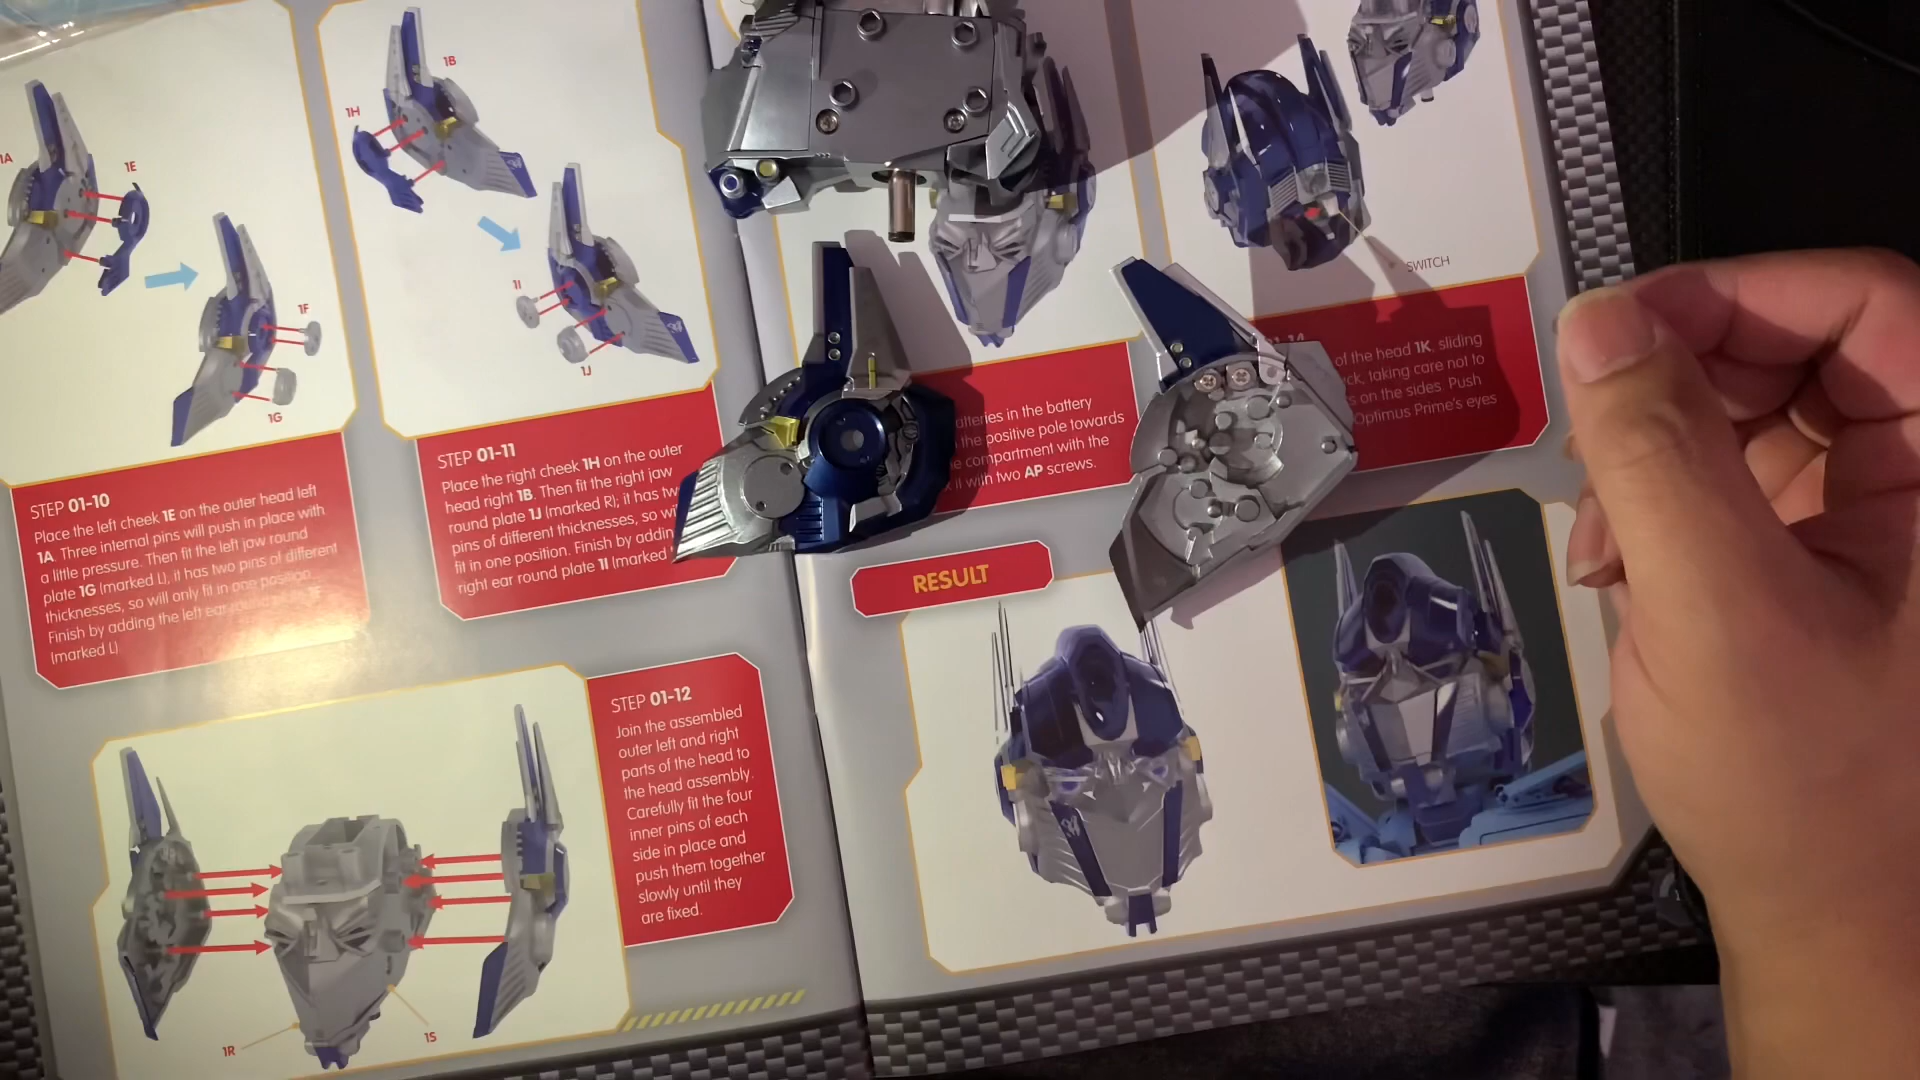 1A
1E
1F
1G
STEP 01-10
Place the left cheek 1E on the outer head left
1A. Three internal pins will push in place with
a little pressure. Then fit the left jaw round
plate 1G (marked L), it has two pins of different
thicknesses, so will only fit in one position.
Finish by adding the left ear
(marked L)
1B
1H
1I
1J
STEP 01-11
Place the right cheek 1H on the outer
head right 1B. Then fit the right jaw
round plate 1J (marked R); it has
pins of different thicknesses, so
fit in one position. Finish by
right ear round plate 1I (marked
STEP 01-12
Join the assembled
outer left and right
parts of the head to
the head assembly.
Carefully fit the four
inner pins of each
side in place and
push them together
slowly until they
are fixed.
1R
1S
in the battery
the positive pole towards
compartment with the
with two AP screws.
SWITCH
of the head 1K, sliding
taking care not to
on the sides. Push
Optimus Prime's eyes
RESULT